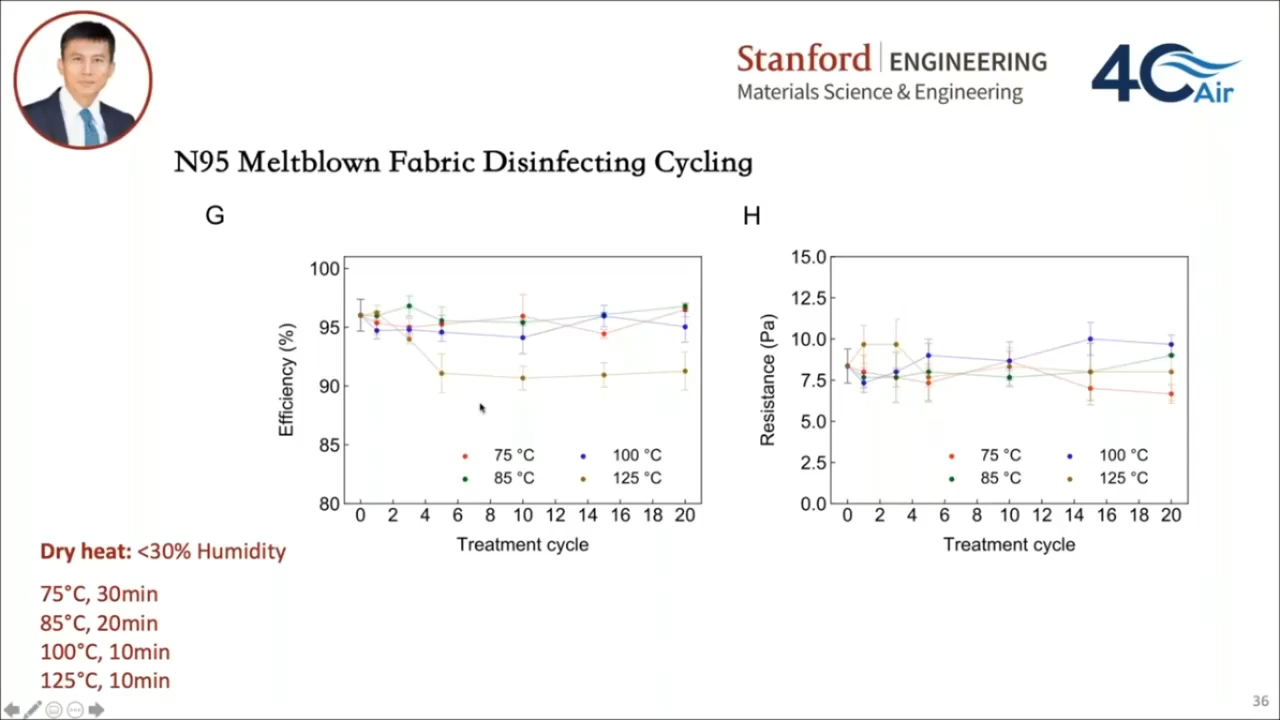 Stanford ENGINEERING
Materials Science & Engineering
4C Air
N95 Meltblown Fabric Disinfecting Cycling
G
H
100
95
90
85
80
Efficiency (%)
75 °C
100 °C
85 °C
125 °C
0 2 4 6 8 10 12 14 16 18 20
Treatment cycle
15.0
12.5
10.0
7.5
5.0
2.5
0.0
Resistance (Pa)
75 °C
100 °C
85 °C
125 °C
0 2 4 6 8 10 12 14 16 18 20
Treatment cycle
Dry heat: <30% Humidity
75°C, 30min
85°C, 20min
100°C, 10min
125°C, 10min
36